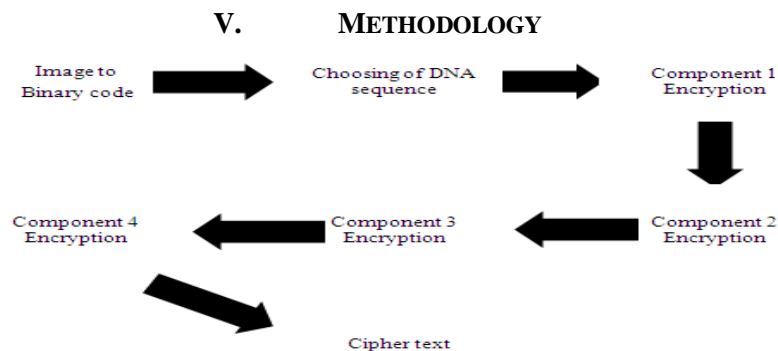 V. METHODOLOGY
Image to
Binary code
Choosing of DNA
sequence
Component 1
Encryption
Component 2
Encryption
Component 3
Encryption
Component 4
Encryption
Cipher text